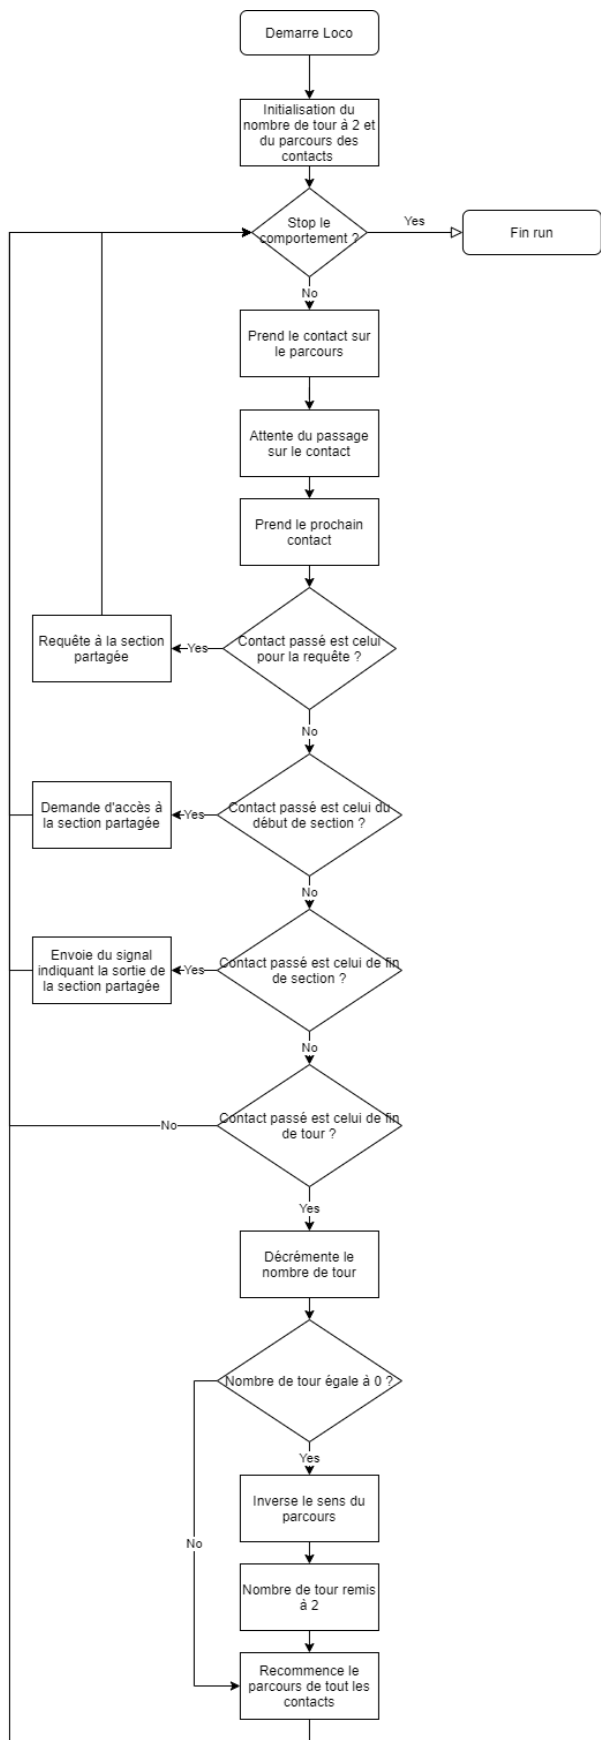 Demarre Loco
Initialisation du
nombre de tour à 2 et
du parcours des
contacts
Stop le
comportement ?
Yes
Fin run
No
Prend le contact sur
le parcours
Attente du passage
sur le contact
Prend le prochain
contact
Contact passé est celui
pour la requête ?
Yes
Requête à la section
partagée
No
Contact passé est celui du
début de section ?
Yes
Demande d'accès à
la section partagée
No
Contact passé est celui de fin
de section ?
Yes
Envoie du signal
indiquant la sortie de
la section partagée
No
Contact passé est celui de fin
de tour ?
No
Yes
Décrémente le
nombre de tour
Nombre de tour égale à 0 ?
Yes
Inverse le sens du
parcours
No
Nombre de tour remis
à 2
Recommence le
parcours de tout les
contacts